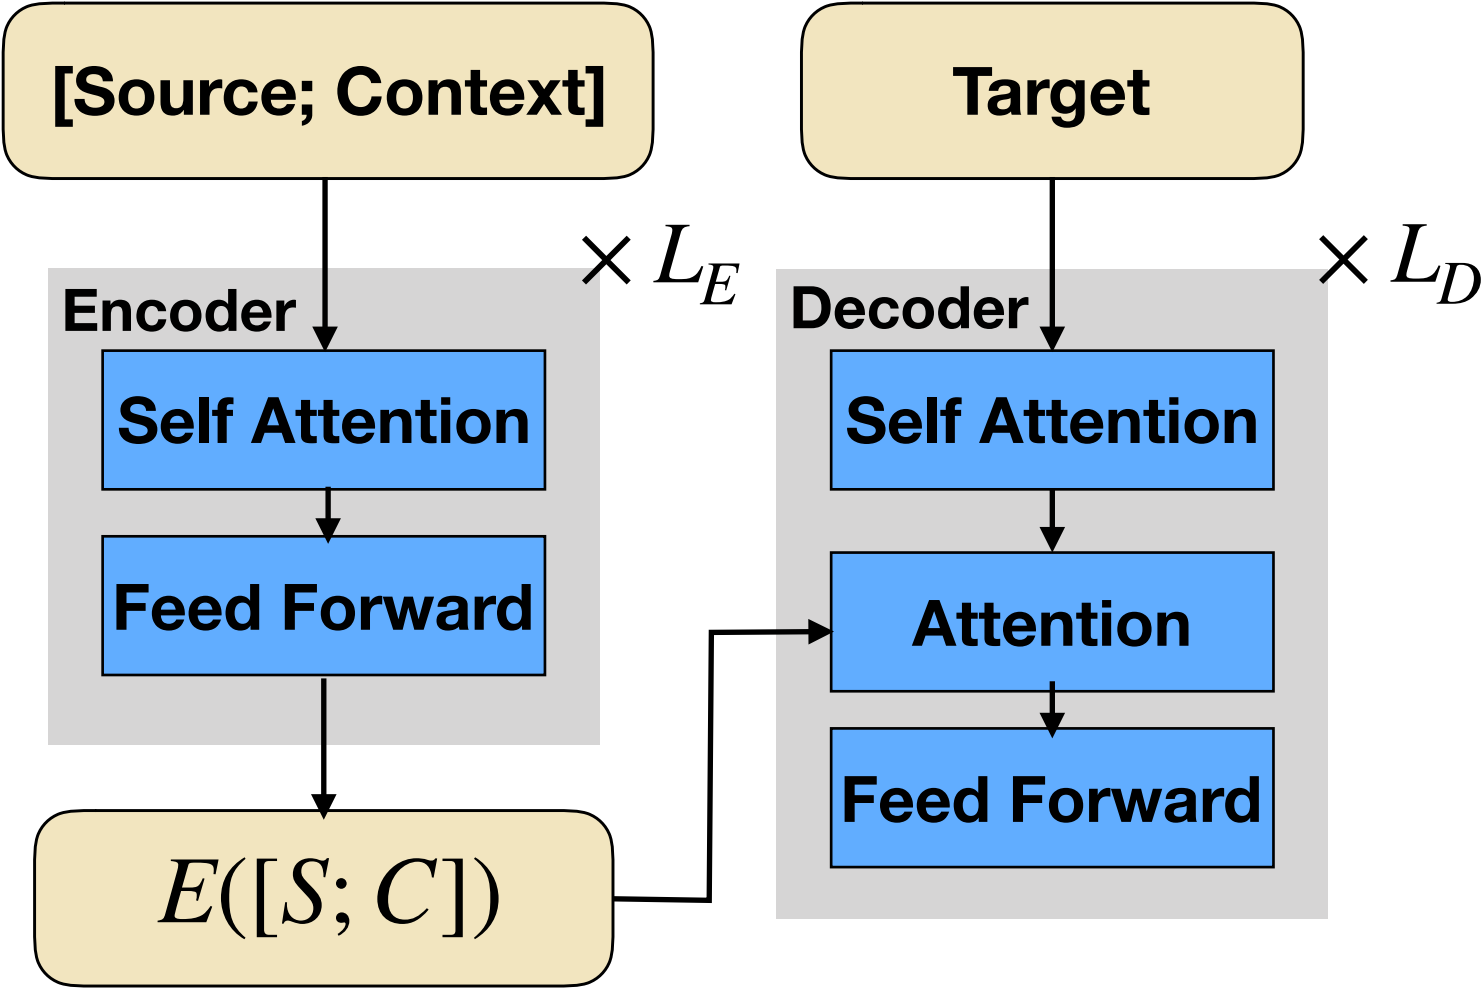 [Source; Context]
× L_E
Encoder
Self Attention
Feed Forward
E([S; C])
Target
× L_D
Decoder
Self Attention
Attention
Feed Forward